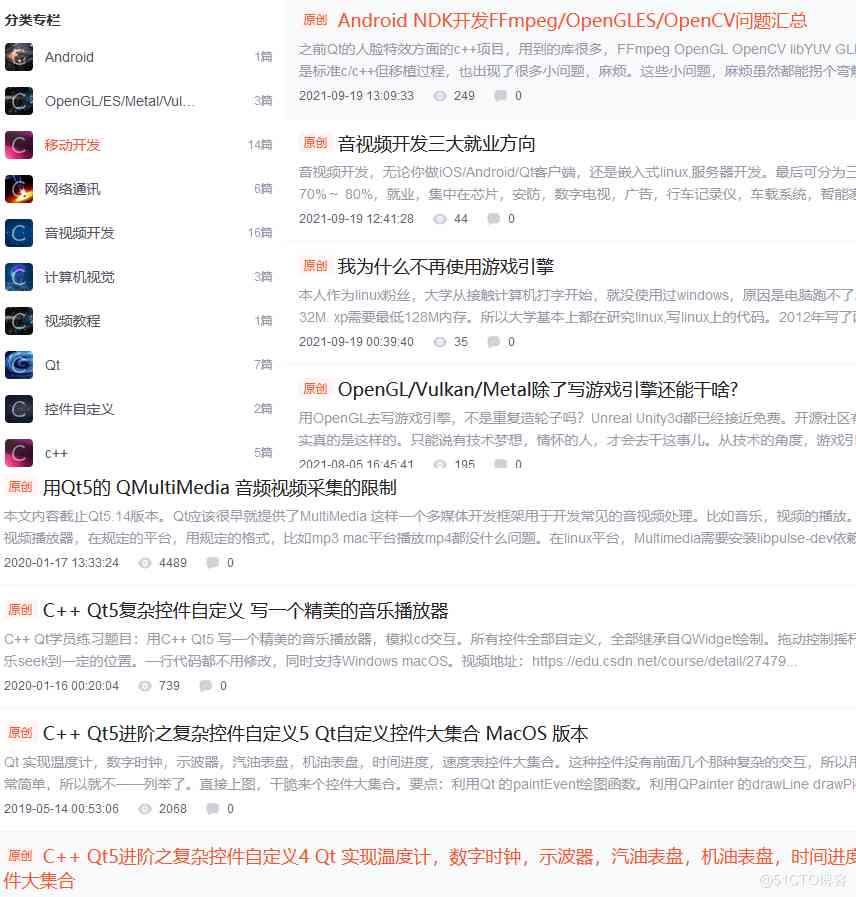 分类专栏
Android 1篇
OpenGL/ES/Metal/Vul... 3篇
移动开发 14篇
网络通讯 6篇
音视频开发 16篇
计算机视觉 3篇
视频教程 1篇
Qt 7篇
控件自定义 2篇
c++ 5篇
原创 Android NDK开发FFmpeg/OpenGLES/OpenCV问题汇总
之前Qt的人脸特效方面的c++项目，用到的库很多，FFmpeg OpenGL OpenCV libYUV GL
是标准c/c++但移植过程，也出现了很多小问题，麻烦。这些小问题，麻烦虽然都能拐个弯
2021-09-19 13:09:33 249 0
原创 音视频开发三大就业方向
音视频开发，无论你做iOS/Android/Qt客户端，还是嵌入式linux,服务器开发。最后可分为三
70%～ 80%，就业，集中在芯片，安防，数字电视，广告，行车记录仪，车载系统，智能家
2021-09-19 12:41:28 44 0
原创 我为什么不再使用游戏引擎
本人作为linux粉丝，大学从接触计算机打字开始，就没使用过windows，原因是电脑跑不了
32M. xp需要最低128M内存。所以大学基本上都在研究linux,写linux上的代码。2012年写了
2021-09-19 00:39:40 35 0
原创 OpenGL/Vulkan/Metal除了写游戏引擎还能干啥?
用OpenGL去写游戏引擎，不是重复造轮子吗？Unreal Unity3d都已经接近免费。开源社区有
实真的是这样的。只能说有技术梦想，情怀的人，才会去干这事儿。从技术的角度，游戏引
2021-08-05 16:45:41 195 0
原创 用Qt5的 QMultiMedia 音频视频采集的限制
本文内容截止Qt5.14版本。Qt应该很早就提供了MultiMedia 这样一个多媒体开发框架用于开发常见的音视频处理。比如音乐，视频的播放。
视频播放器，在规定的平台，用规定的格式，比如mp3 mac平台播放mp4都没什么问题。在linux平台，Multimedia需要安装libpulse-dev依赖
2020-01-17 13:33:24 4489 0
原创 C++ Qt5复杂控件自定义 写一个精美的音乐播放器
C++ Qt学员练习题目：用C++ Qt5 写一个精美的音乐播放器，模拟cd交互。所有控件全部自定义，全部继承自QWidget绘制。拖动控制摇杆
乐seek到一定的位置。一行代码都不用修改，同时支持Windows macOS。视频地址：https://edu.csdn.net/course/detail/27479...
2020-01-16 00:20:04 739 0
原创 C++ Qt5进阶之复杂控件自定义5 Qt自定义控件大集合 MacOS 版本
Qt 实现温度计，数字时钟，示波器，汽油表盘，机油表盘，时间进度，速度表控件大集合。这种控件没有前面几个那种复杂的交互，所以用
常简单，所以就不一一列举了。直接上图，干脆来个控件大集合。要点：利用Qt 的paintEvent绘图函数。利用QPainter 的drawLine drawPi
2019-05-14 00:53:06 2068 0
原创 C++ Qt5进阶之复杂控件自定义4 Qt 实现温度计，数字时钟，示波器，汽油表盘，机油表盘，时间进度
件大集合
@51CTO博客